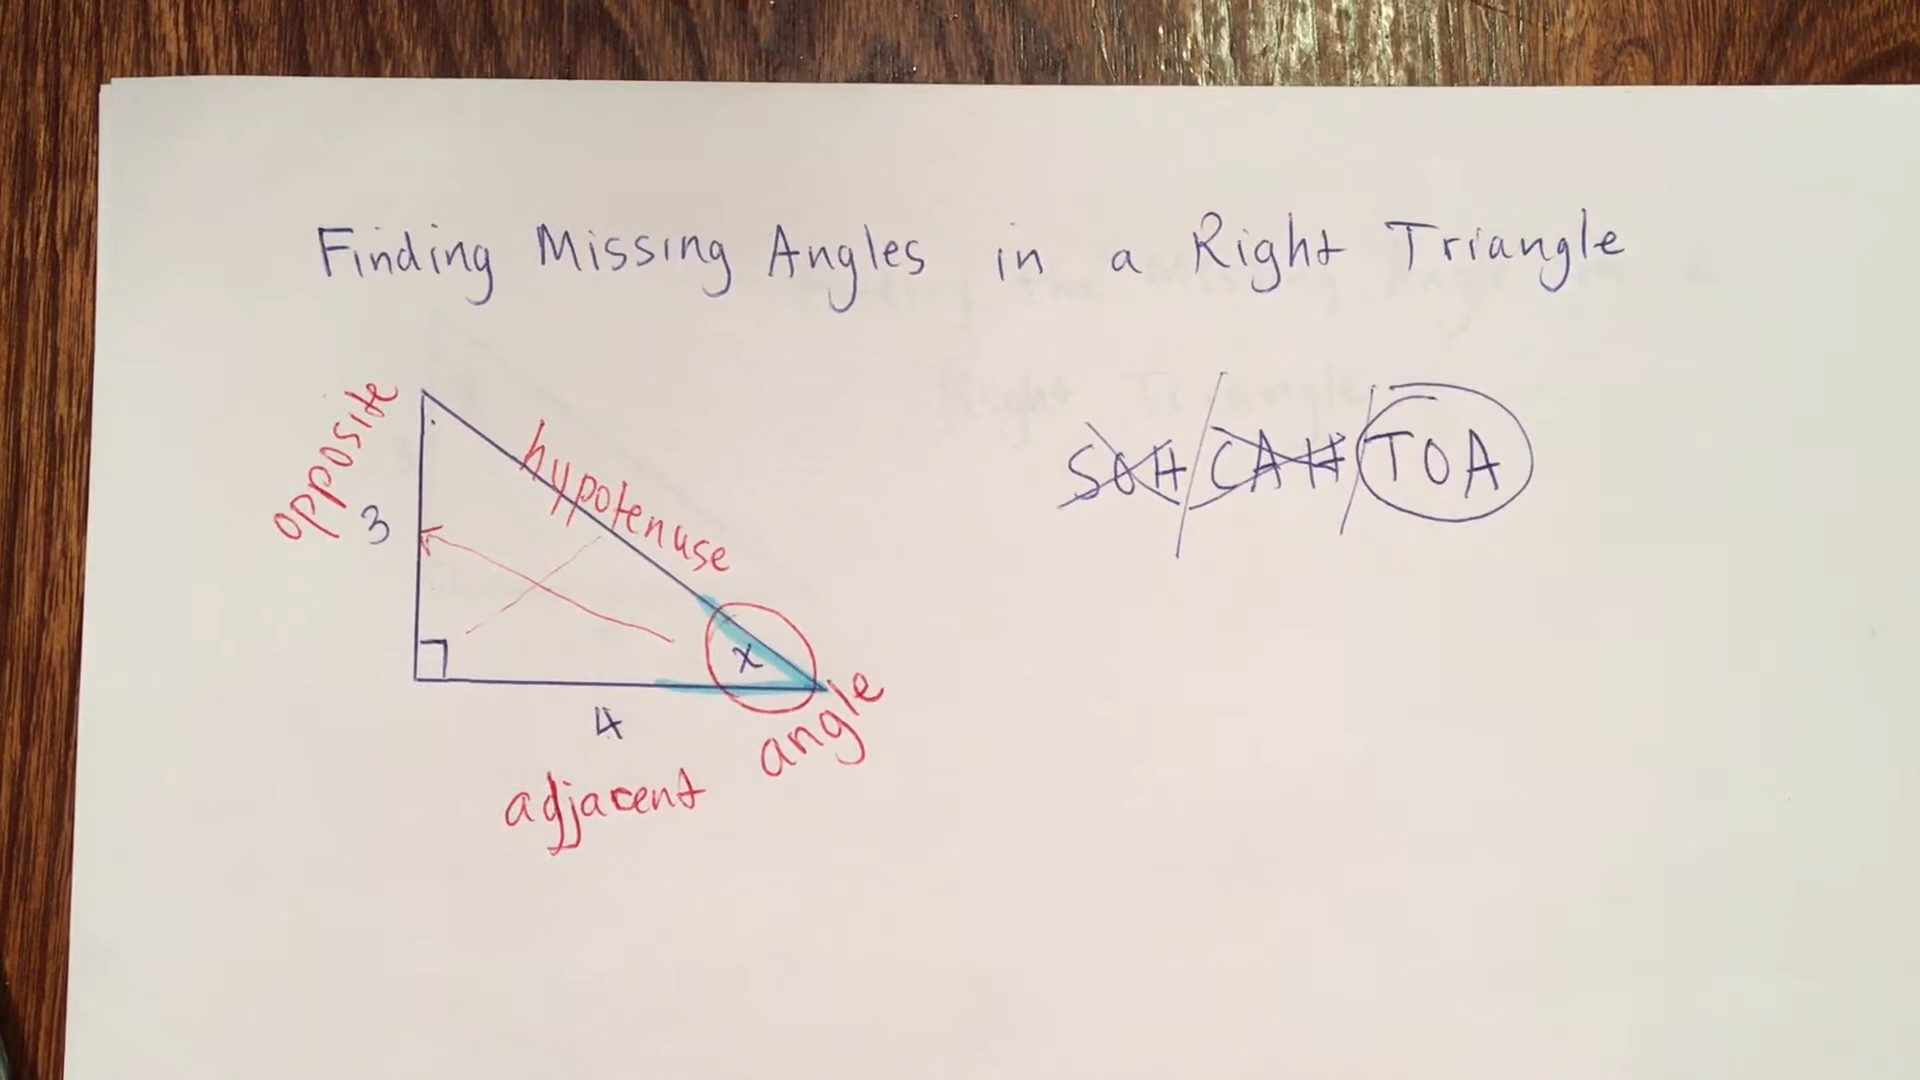 Finding Missing Angles in a Right Triangle
opposite
hypotenuse
SOH/CAH/TOA
3
x
angle
4
adjacent